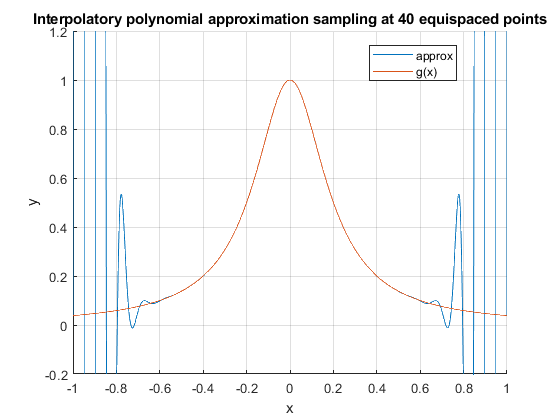 Interpolatory polynomial approximation sampling at 40 equispaced points
approx
g(x)
1.2
1
0.8
0.6
0.4
0.2
0
-0.2
y
-1 -0.8 -0.6 -0.4 -0.2 0 0.2 0.4 0.6 0.8 1
x